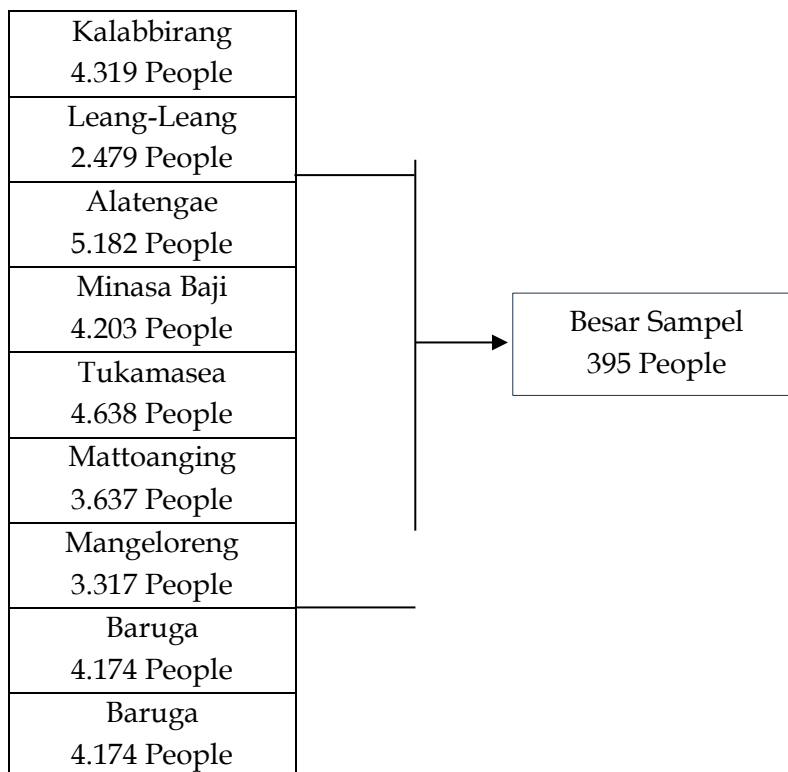 Kalabbirang
4.319 People
Leang-Leang
2.479 People
Alatengae
5.182 People
Minasa Baji
4.203 People
Tukamasea
4.638 People
Mattoanging
3.637 People
Mangeloreng
3.317 People
Baruga
4.174 People
Baruga
4.174 People
Besar Sampel
395 People